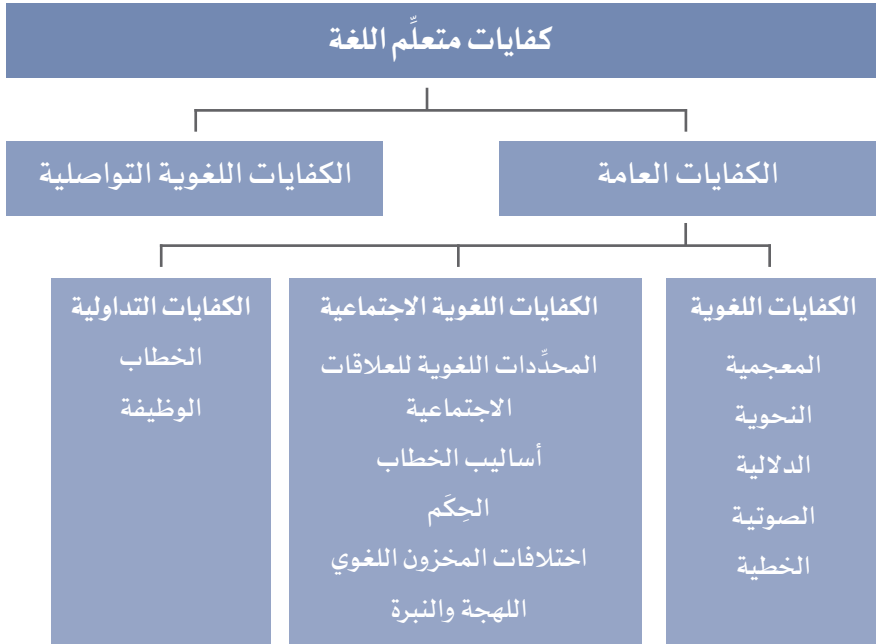 كفايات متعلِّم اللغة
الكفايات العامة
الكفايات اللغوية التواصلية
الكفايات اللغوية
المعجمية
النحوية
الدلالية
الصوتية
الخطية
الكفايات اللغوية الاجتماعية
المحدِّدات اللغوية للعلاقات
الاجتماعية
أساليب الخطاب
الحِكَم
اختلافات المخزون اللغوي
اللهجة والنبرة
الكفايات التداولية
الخطاب
الوظيفة